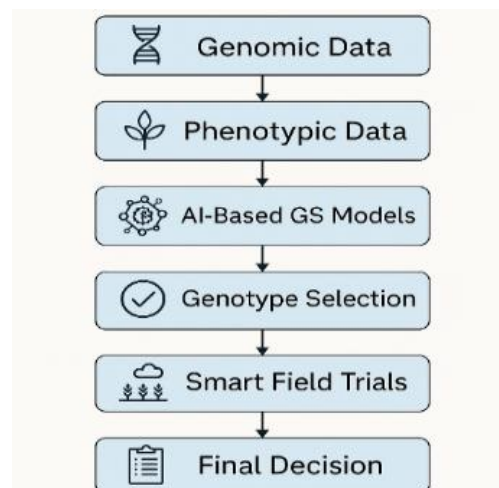 Genomic Data
Phenotypic Data
AI-Based GS Models
Genotype Selection
Smart Field Trials
Final Decision